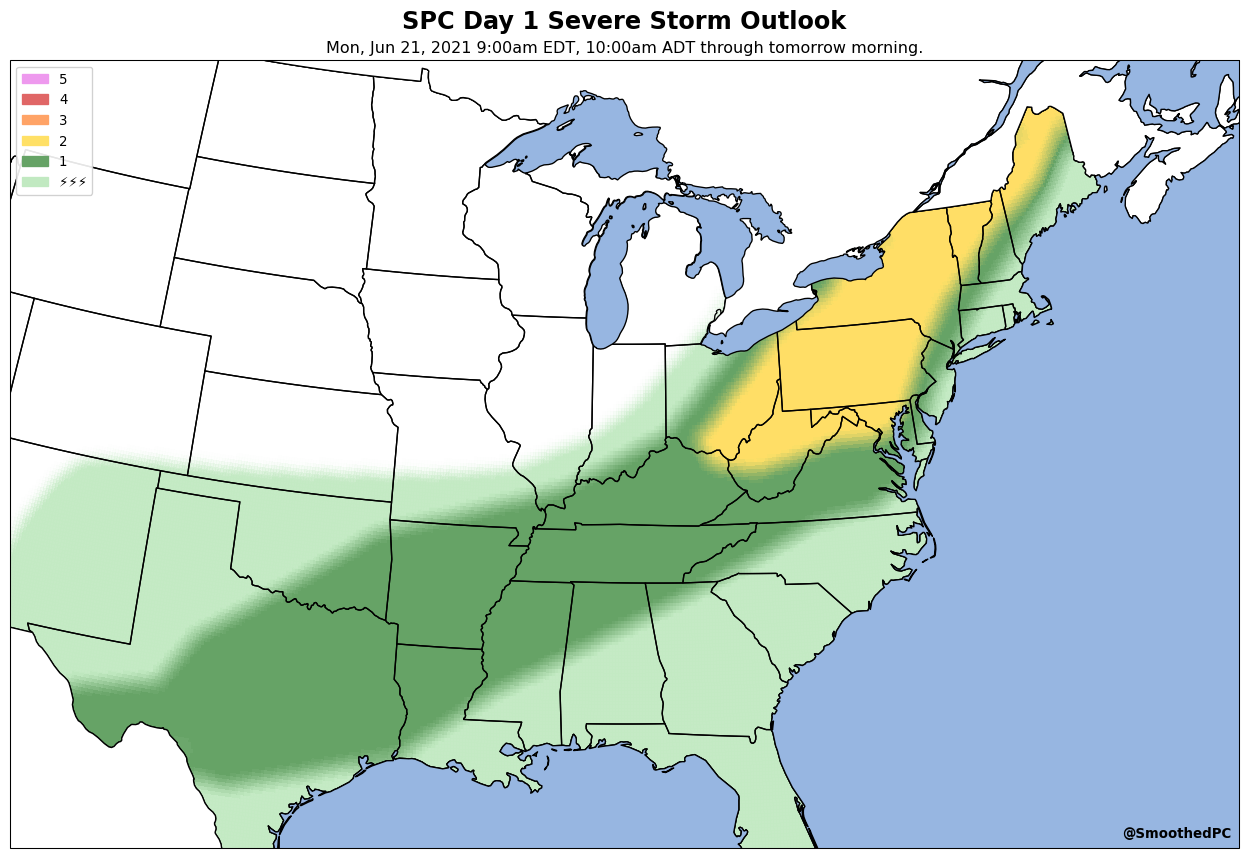 SPC Day 1 Severe Storm Outlook
Mon, Jun 21, 2021 9:00am EDT, 10:00am ADT through tomorrow morning.
5
4
3
2
1
⚡⚡⚡
@SmoothedPC